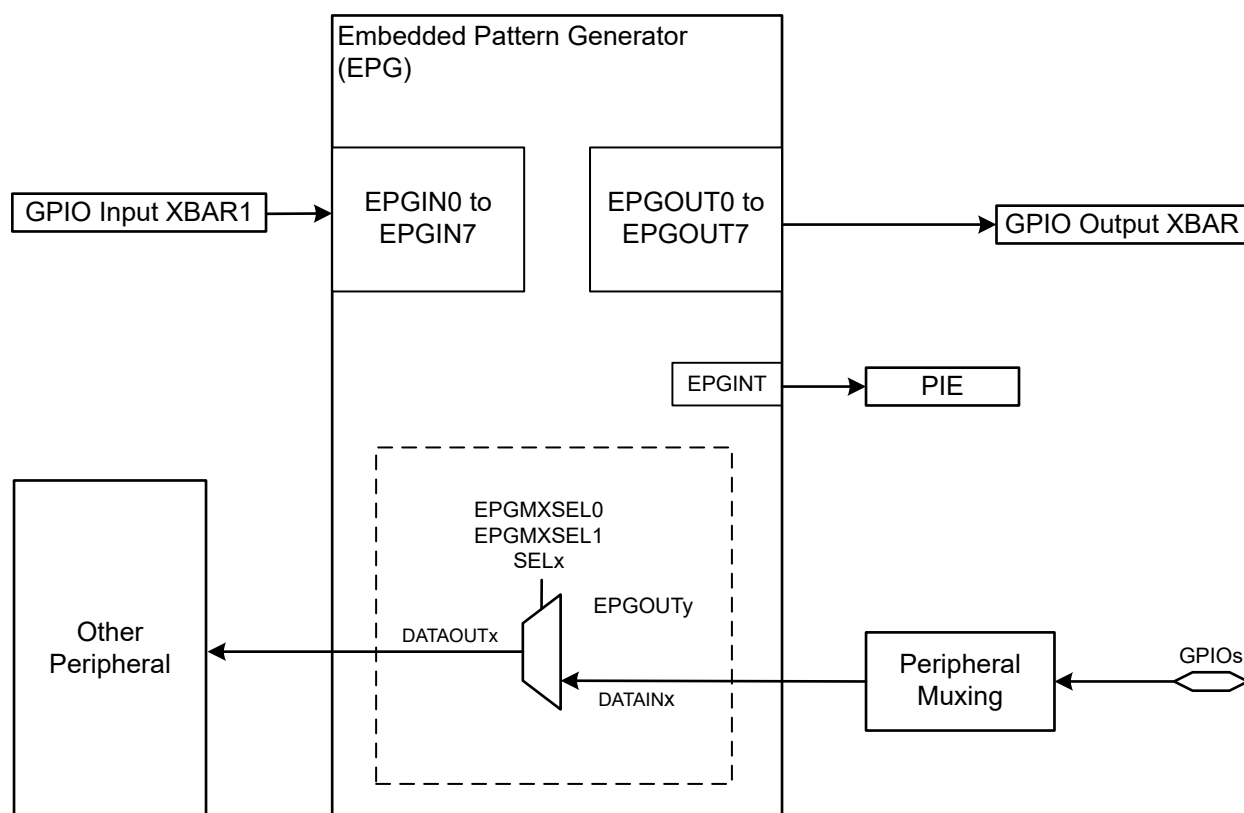 Embedded Pattern Generator
(EPG)
GPIO Input XBAR1
EPGIN0 to
EPGIN7
EPGOUT0 to
EPGOUT7
GPIO Output XBAR
EPGINT
PIE
EPGMXSEL0
EPGMXSEL1
SELx
EPGOUTy
DATAOUTx
Other
Peripheral
DATAINx
Peripheral
Muxing
GPIOs